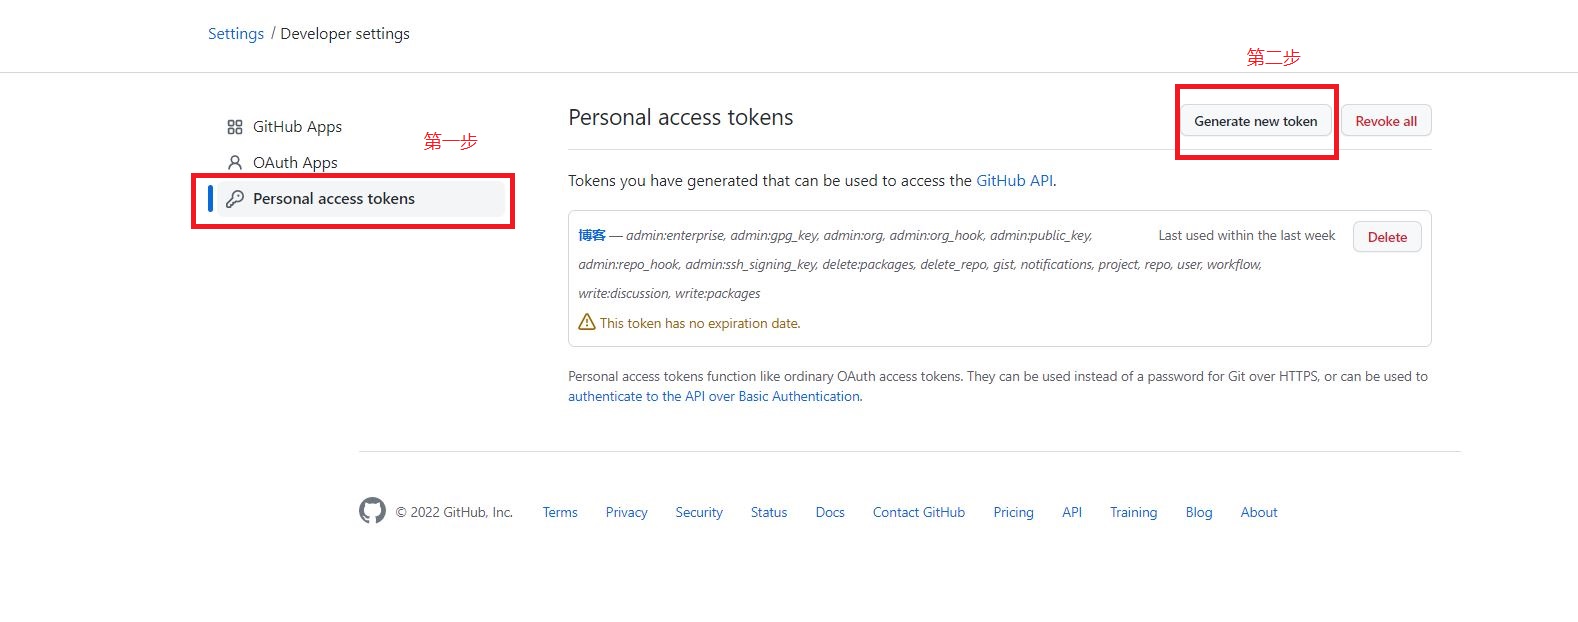 Settings / Developer settings
第二步
GitHub Apps
第一步
OAuth Apps
Personal access tokens
Personal access tokens
Generate new token
Revoke all
Tokens you have generated that can be used to access the GitHub API.
博客 — admin:enterprise, admin:gpg_key, admin:org, admin:org_hook, admin:public_key,
Last used within the last week
Delete
admin:repo_hook, admin:ssh_signing_key, delete:packages, delete_repo, gist, notifications, project, repo, user, workflow,
write:discussion, write:packages
This token has no expiration date.
Personal access tokens function like ordinary OAuth access tokens. They can be used instead of a password for Git over HTTPS, or can be used to
authenticate to the API over Basic Authentication.
© 2022 GitHub, Inc.
Terms
Privacy
Security
Status
Docs
Contact GitHub
Pricing
API
Training
Blog
About